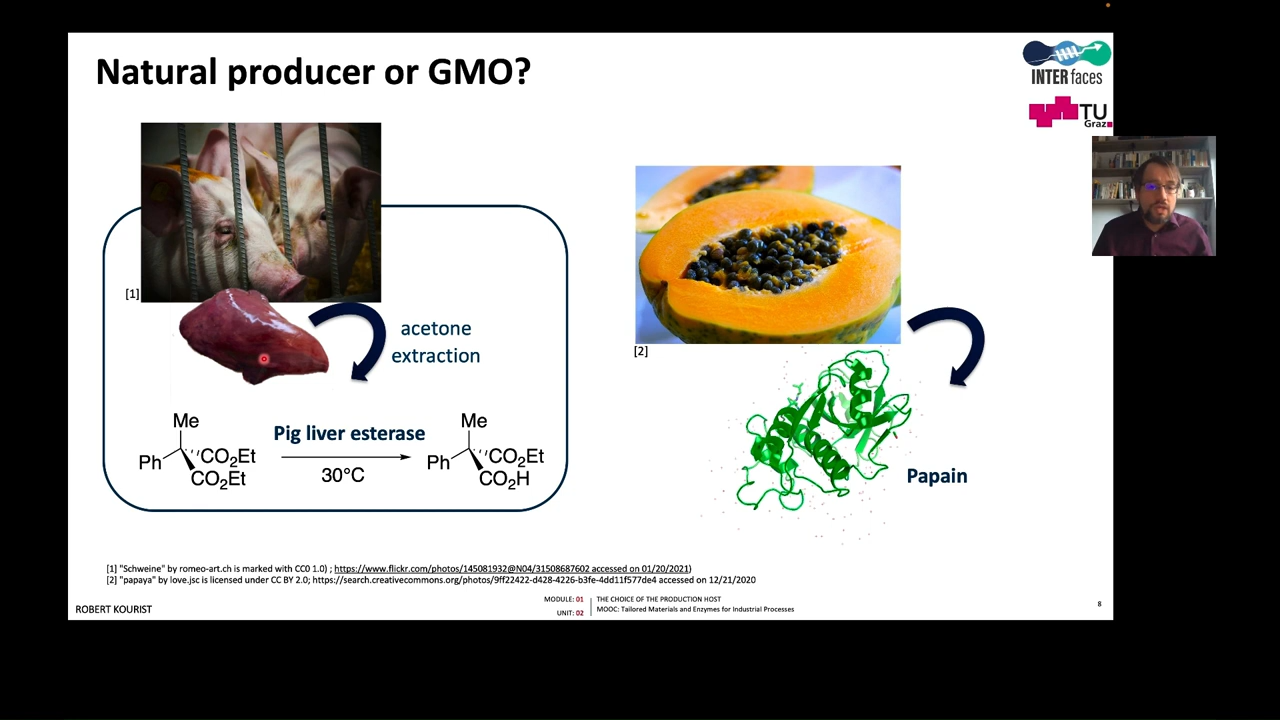 Natural producer or GMO?
INTERfaces
TU
Graz
[1]
acetone
extraction
[2]
Me
Ph
CO₂Et
CO₂Et
Pig liver esterase
30°C
Me
Ph
CO₂Et
CO₂H
Papain
[1] "Schweine" by romeo-art.ch is marked with CC0 1.0) ; https://www.flickr.com/photos/145081932@N04/31508687602 accessed on 01/20/2021)
[2] "papaya" by love.jsc is licensed under CC BY 2.0; https://search.creativecommons.org/photos/9ff22422-d428-4226-b3fe-4dd11f577de4 accessed on 12/21/2020
ROBERT KOURIST
MODULE: 01
UNIT: 02
THE CHOICE OF THE PRODUCTION HOST
MOOC: Tailored Materials and Enzymes for Industrial Processes
8